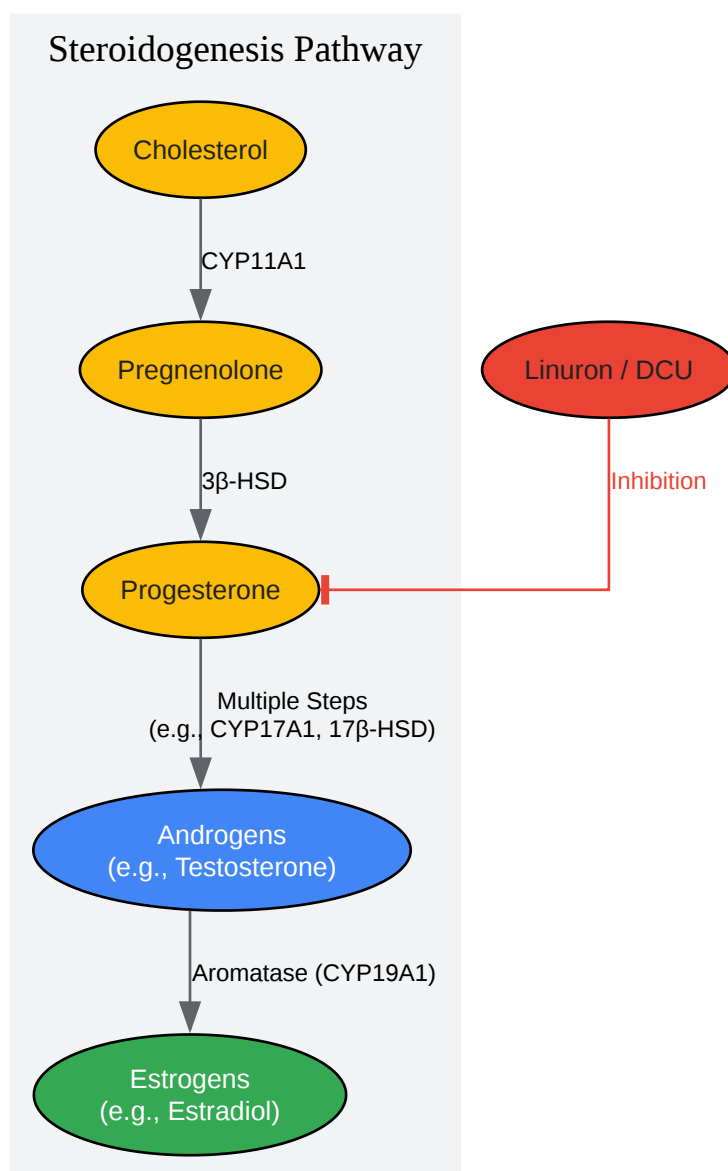 Steroidogenesis Pathway
Cholesterol
CYP11A1
Pregnenolone
Linuron / DCU
3β-HSD
Inhibition
Progesterone
Multiple Steps
(e.g., CYP17A1, 17β-HSD)
Androgens
(e.g., Testosterone)
Aromatase (CYP19A1)
Estrogens
(e.g., Estradiol)